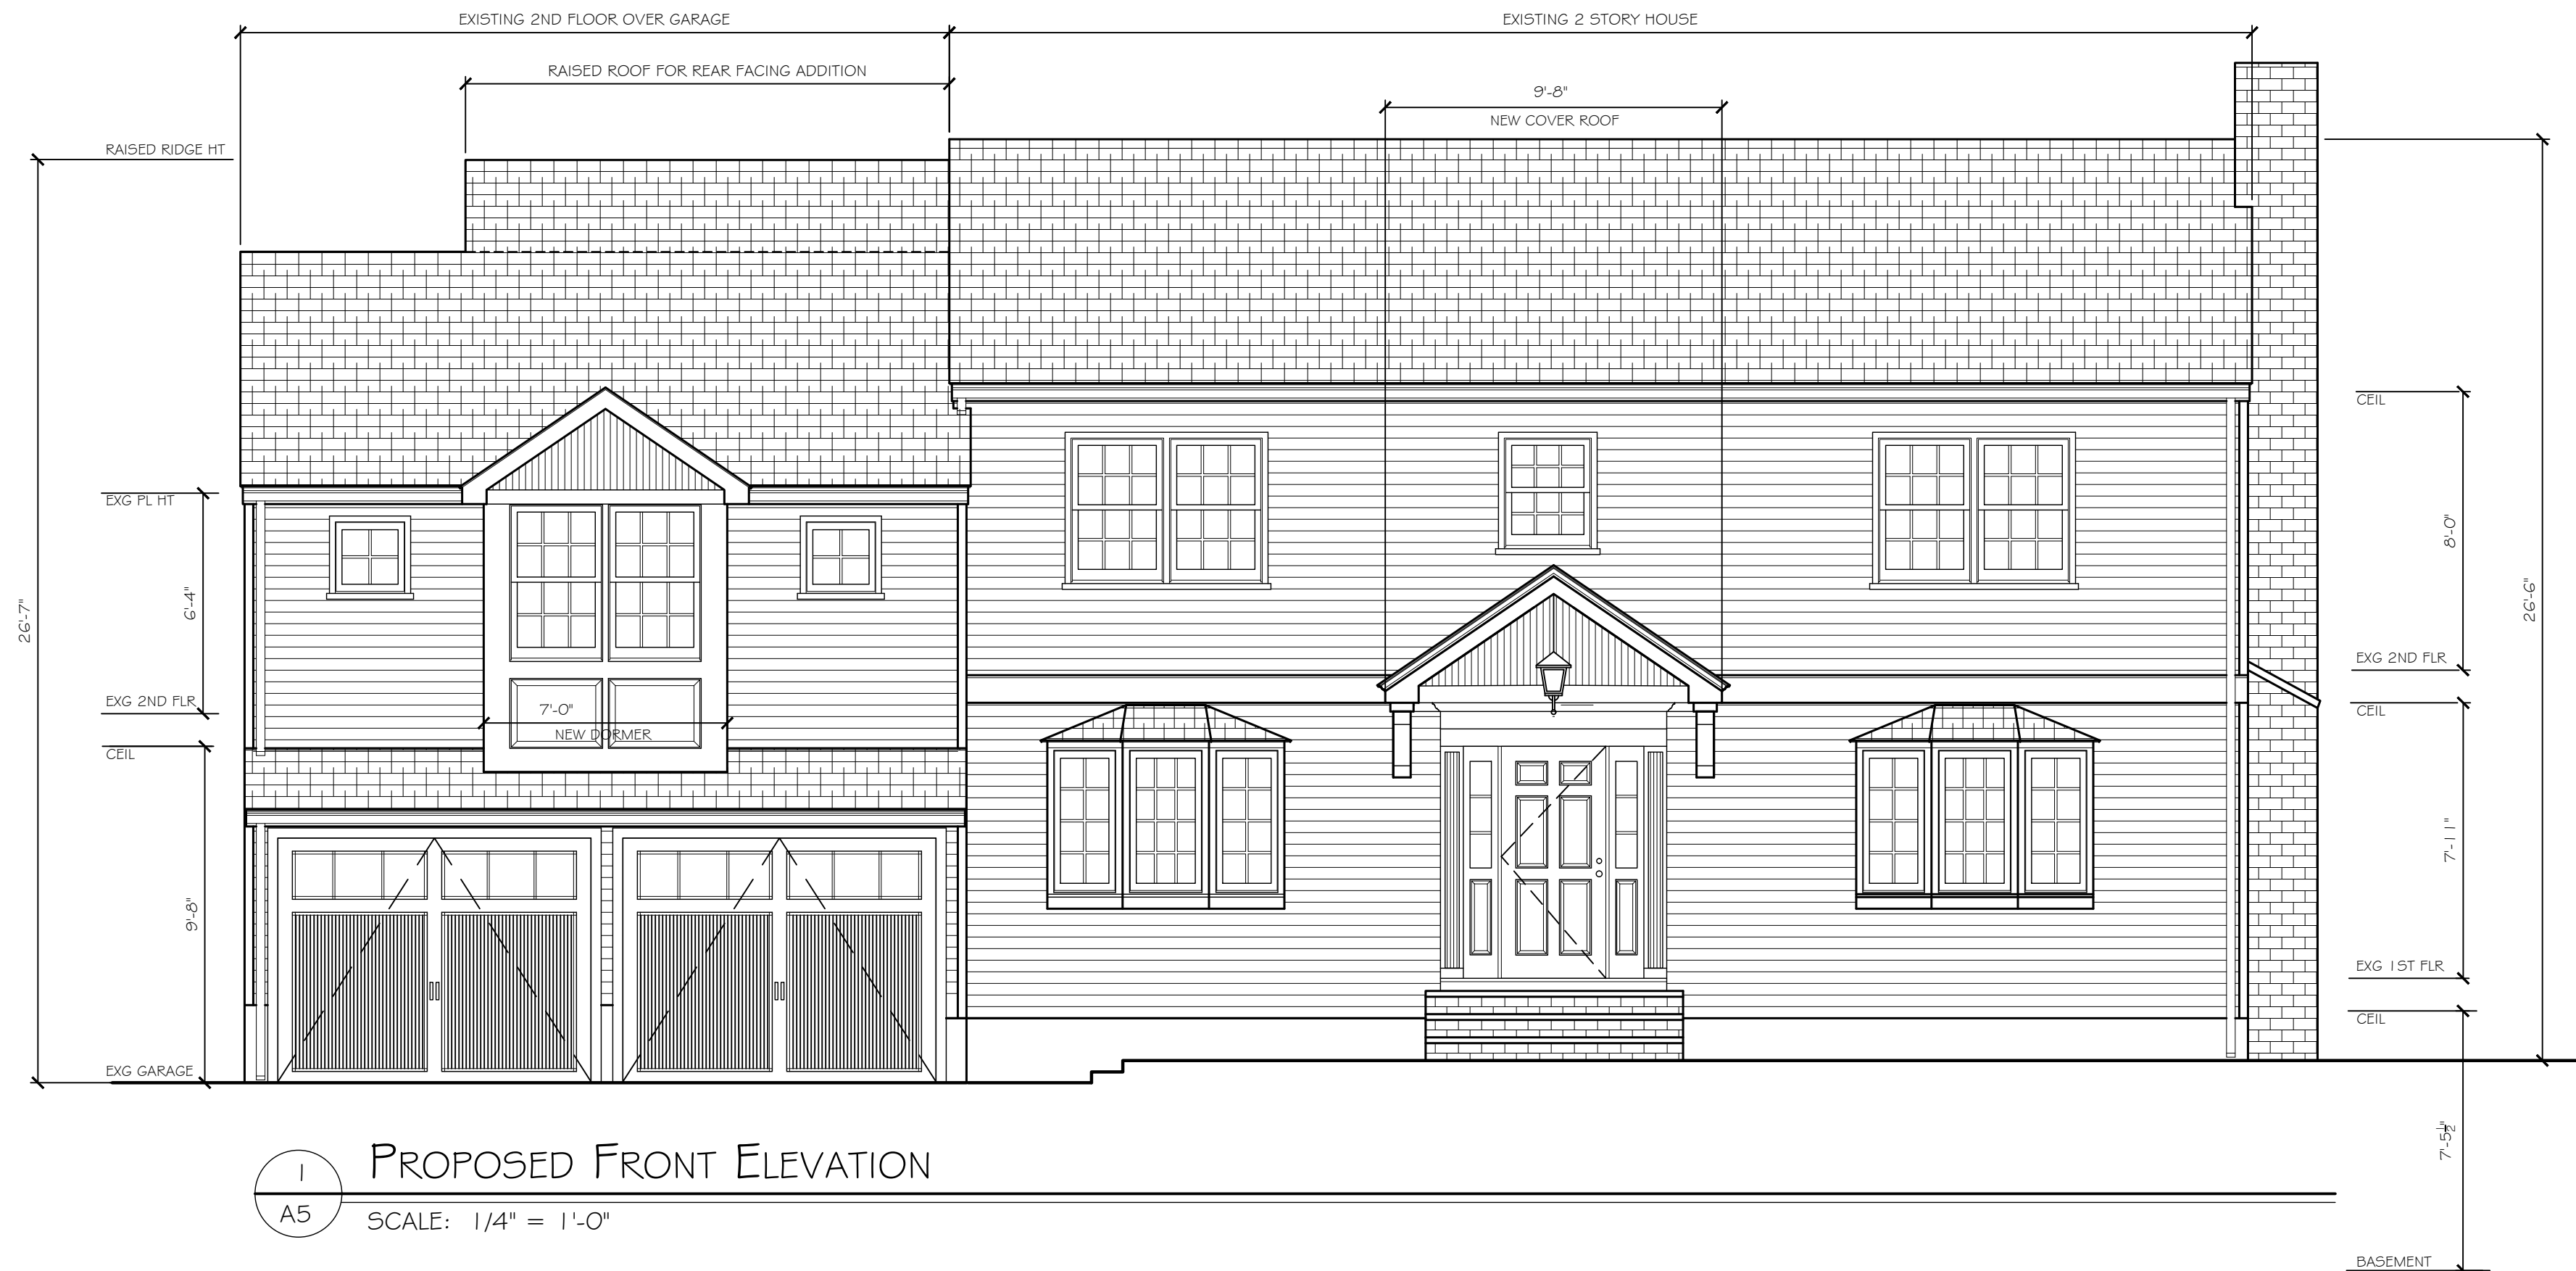 EXISTING 2ND FLOOR OVER GARAGE
EXISTING 2 STORY HOUSE
RAISED ROOF FOR REAR FACING ADDITION
9'-8"
NEW COVER ROOF
RAISED RIDGE HT
EXG PL HT
6'-4"
26'-7"
EXG 2ND FLR
CEIL
9'-8"
EXG GARAGE
7'-0"
NEW DORMER
CEIL
8'-0"
26'-6"
EXG 2ND FLR
CEIL
7'-11"
EXG 1ST FLR
CEIL
7'-5½"
BASEMENT
1
A5
PROPOSED FRONT ELEVATION
SCALE: 1/4" = 1'-0"